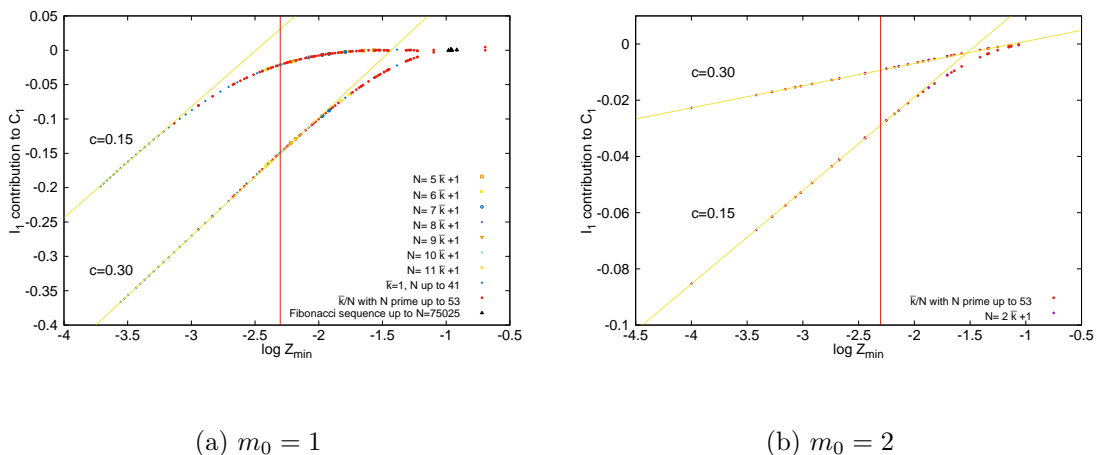 0.05
0
-0.05
-0.1
-0.15
-0.2
-0.25
-0.3
-0.35
-0.4
I1 contribution to C1
c=0.15
c=0.30
N= 5 k̄ +1
N= 6 k̄ +1
N= 7 k̄ +1
N= 8 k̄ +1
N= 9 k̄ +1
N= 10 k̄ +1
N= 11 k̄ +1
k̄=1, N up to 41
k̄/N with N prime up to 53
Fibonacci sequence up to N=75025
-4 -3.5 -3 -2.5 -2 -1.5 -1 -0.5
log Zmin
(a) m0 = 1
0
-0.02
-0.04
-0.06
-0.08
-0.1
I1 contribution to C1
c=0.30
c=0.15
k̄/N with N prime up to 53
N= 2 k̄ +1
-4.5 -4 -3.5 -3 -2.5 -2 -1.5 -1 -0.5
log Zmin
(b) m0 = 2